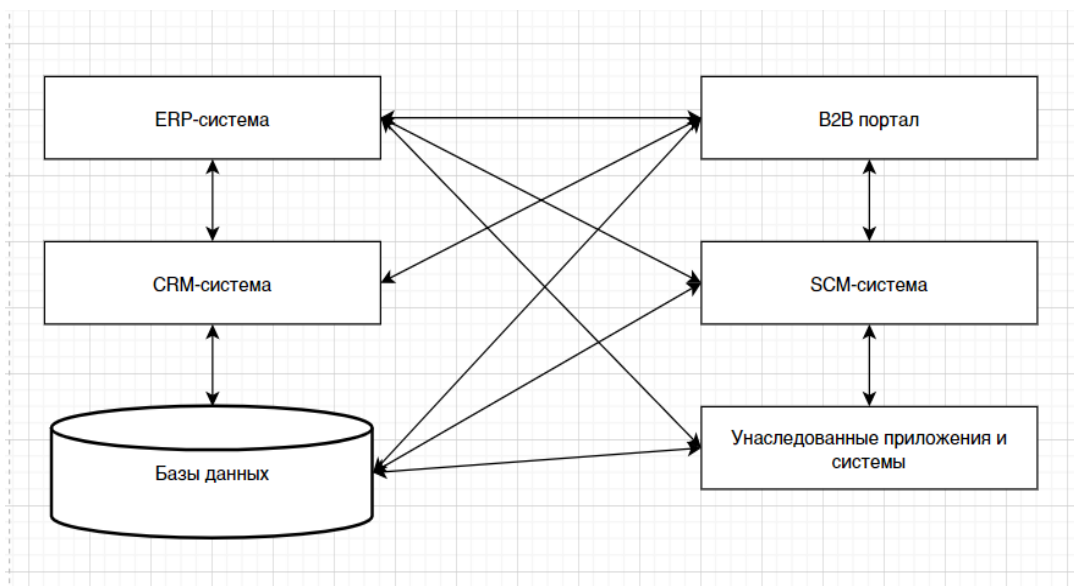 ERP-система
B2B портал
CRM-система
SCM-система
Базы данных
Унаследованные приложения и
системы